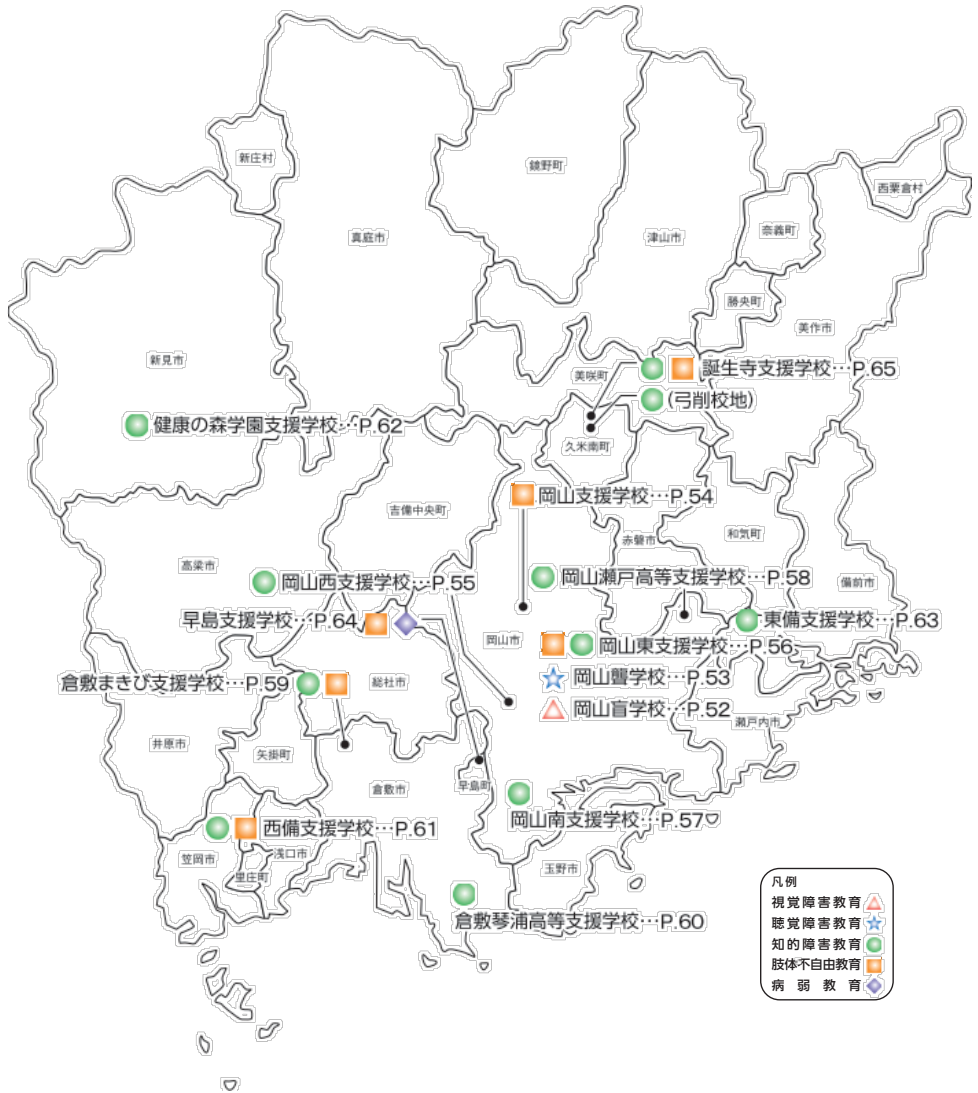 新庄村
鏡野町
西粟倉村
真庭市
津山市
奈義町
勝央町
美作市
新見市
美咲町
誕生寺支援学校…P.65
(弓削校地)
健康の森学園支援学校…P.62
久米南町
岡山支援学校…P.54
吉備中央町
赤磐市
和気町
高梁市
岡山西支援学校…P.55
岡山瀬戸高等支援学校…P.58
備前市
早島支援学校…P.64
岡山市
東備支援学校…P.63
岡山東支援学校…P.56
倉敷まきび支援学校…P.59
総社市
岡山聾学校…P.53
岡山盲学校…P.52
瀬戸内市
井原市
矢掛町
倉敷市
早島町
岡山南支援学校…P.57
西備支援学校…P.61
笠岡市
浅口市
里庄町
玉野市
倉敷琴浦高等支援学校…P.60
凡例
視覚障害教育
聴覚障害教育
知的障害教育
肢体不自由教育
病弱教育